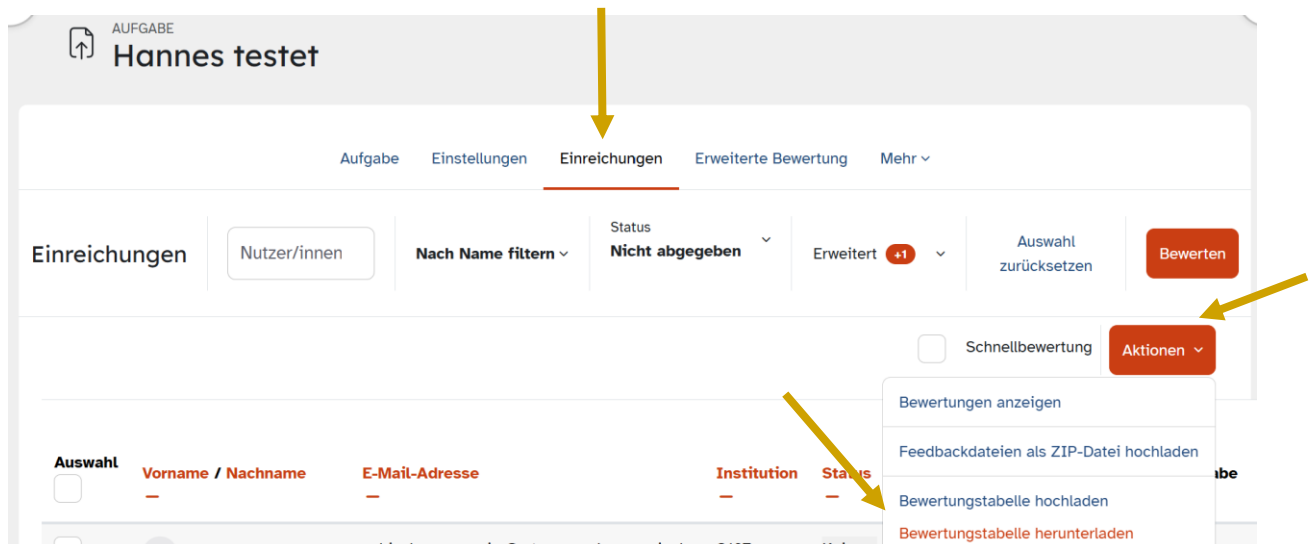 AUFGABE
Hannes testet
Aufgabe Einstellungen Einreichungen Erweiterte Bewertung Mehr
Einreichungen Nutzer/innen Nach Name filtern Status Nicht abgegeben Erweitert +1 Auswahl zurücksetzen Bewerten
Schnellbewertung Aktionen
Bewertungen anzeigen
Feedbackdateien als ZIP-Datei hochladen
Auswahl Vorname / Nachname E-Mail-Adresse Institution Status
Bewertungstabelle hochladen
Bewertungstabelle herunterladen